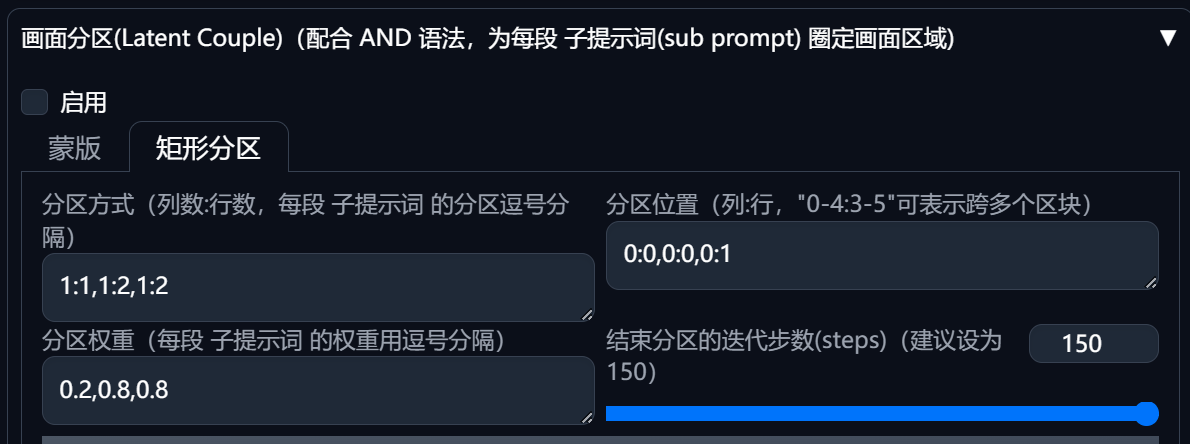 画面分区(Latent Couple)（配合 AND 语法，为每段 子提示词(sub prompt) 圈定画面区域)
▼
启用
蒙版
矩形分区
分区方式（列数:行数，每段 子提示词 的分区逗号分
隔）
1:1,1:2,1:2
分区位置（列:行，"0-4:3-5"可表示跨多个区块）
0:0,0:0,0:1
分区权重（每段 子提示词 的权重用逗号分隔）
0.2,0.8,0.8
结束分区的迭代步数(steps)（建议设为
150）
150